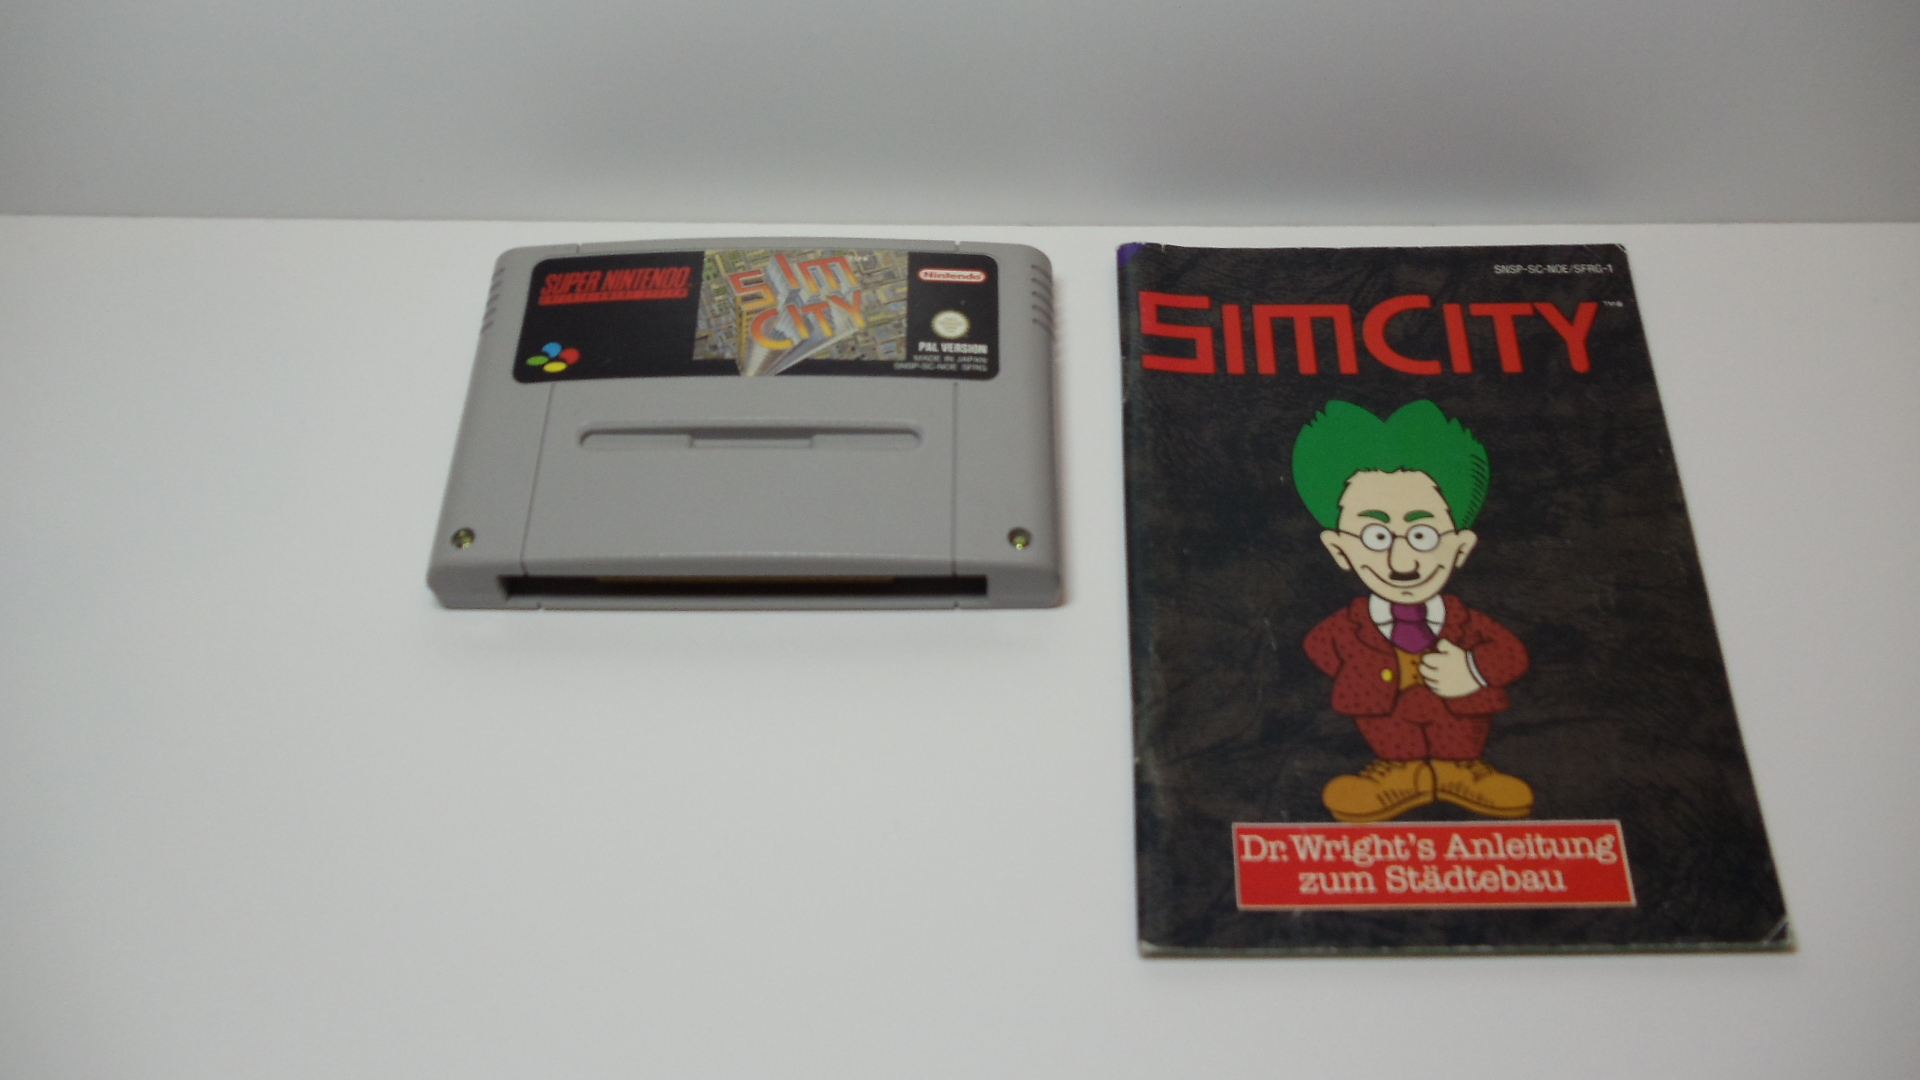 SUPER NINTENDO
SIM
CITY
Nintendo
PAL VERSION
MADE IN JAPAN
SNSP-SC-NOE SFRG
SNSP-SC-NOE/SFRG-1
SIMCITY
Dr. Wright's Anleitung
zum Städtebau